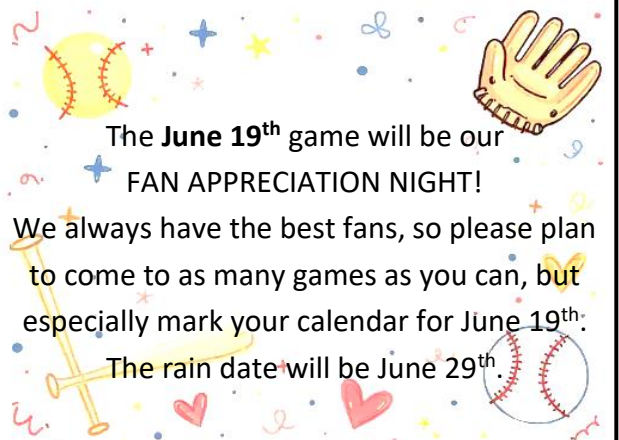 The June 19th game will be our
FAN APPRECIATION NIGHT!
We always have the best fans, so please plan
to come to as many games as you can, but
especially mark your calendar for June 19th.
The rain date will be June 29th.